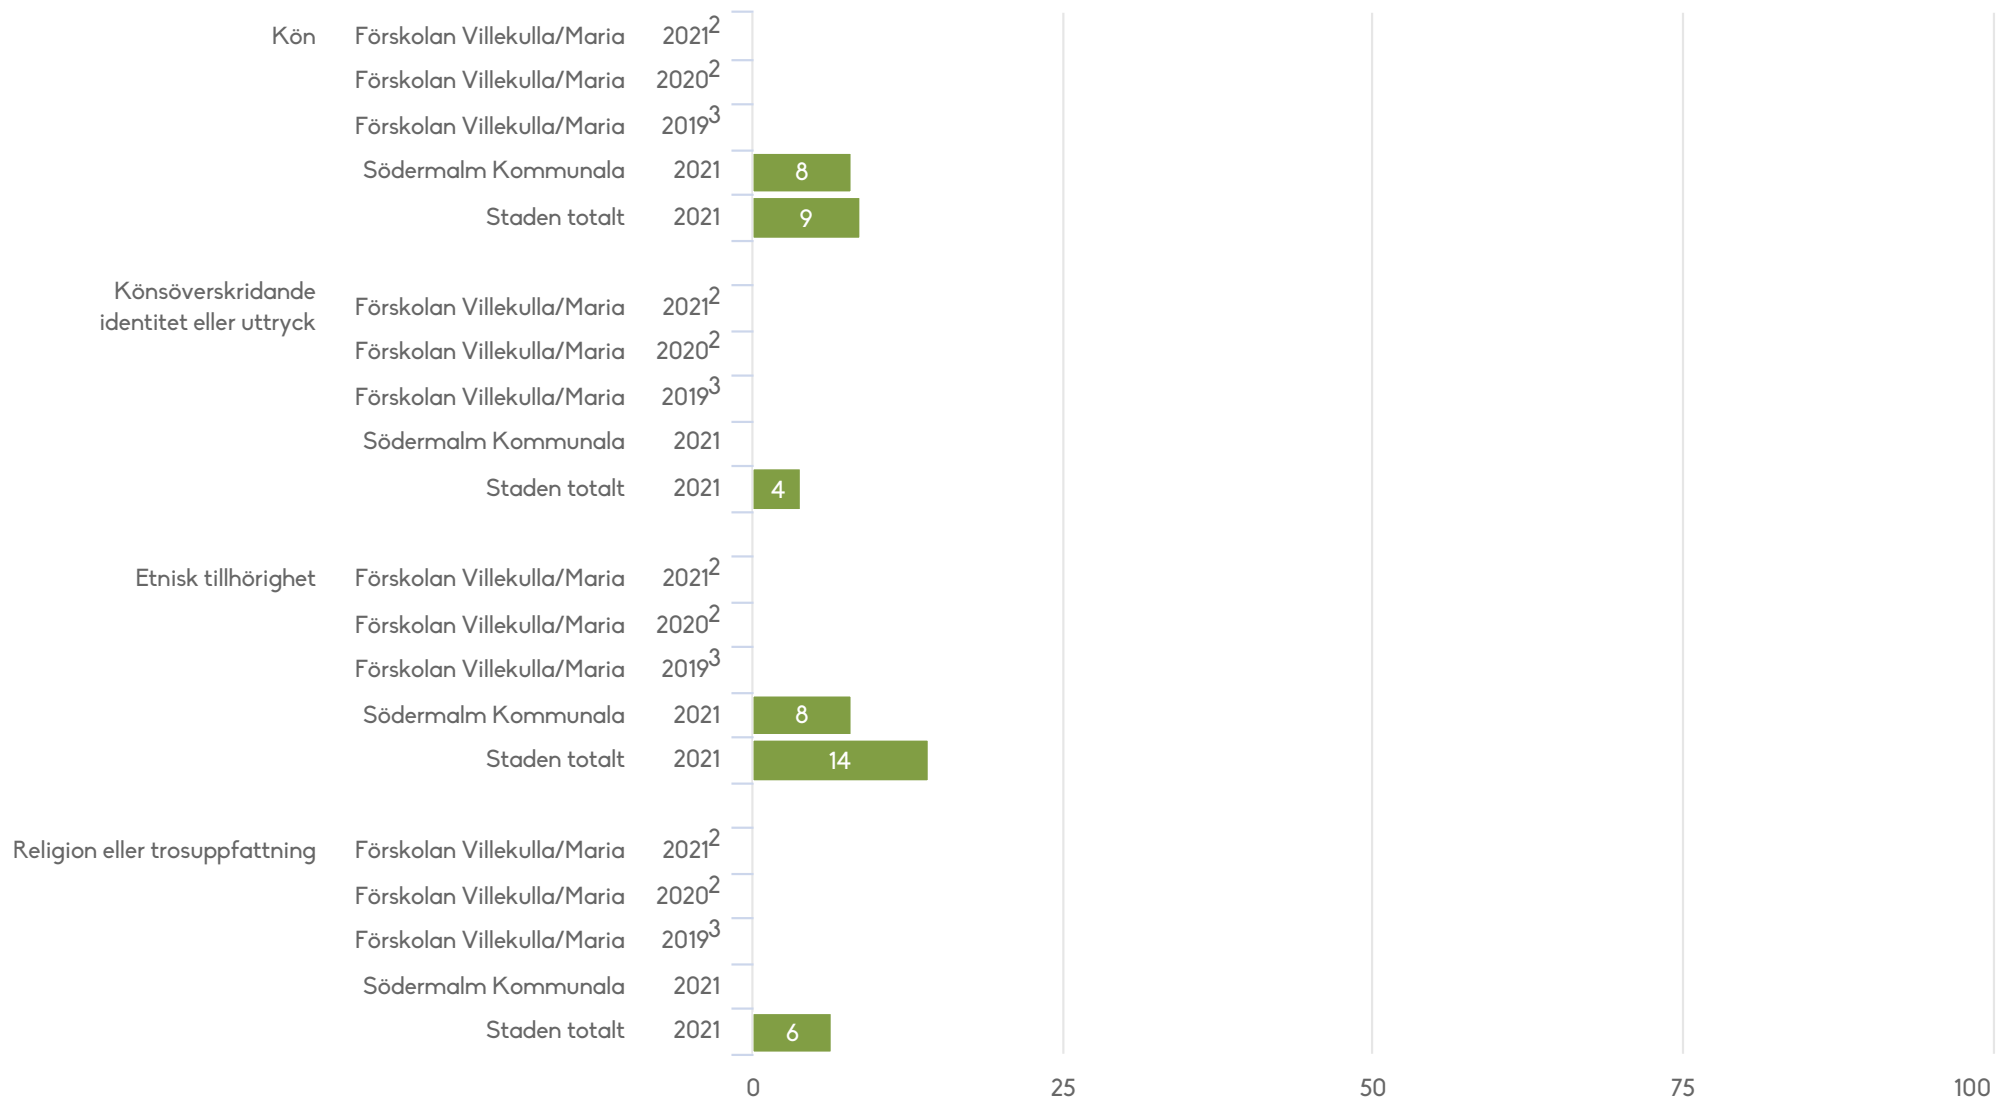 Kön Förskolan Villekulla/Maria 2021²
Förskolan Villekulla/Maria 2020²
Förskolan Villekulla/Maria 2019³
Södermalm Kommunala 2021 8
Staden totalt 2021 9
Könsöverskridande
identitet eller uttryck
Förskolan Villekulla/Maria 2021²
Förskolan Villekulla/Maria 2020²
Förskolan Villekulla/Maria 2019³
Södermalm Kommunala 2021
Staden totalt 2021 4
Etnisk tillhörighet Förskolan Villekulla/Maria 2021²
Förskolan Villekulla/Maria 2020²
Förskolan Villekulla/Maria 2019³
Södermalm Kommunala 2021 8
Staden totalt 2021 14
Religion eller trosuppfattning Förskolan Villekulla/Maria 2021²
Förskolan Villekulla/Maria 2020²
Förskolan Villekulla/Maria 2019³
Södermalm Kommunala 2021
Staden totalt 2021 6
0 25 50 75 100